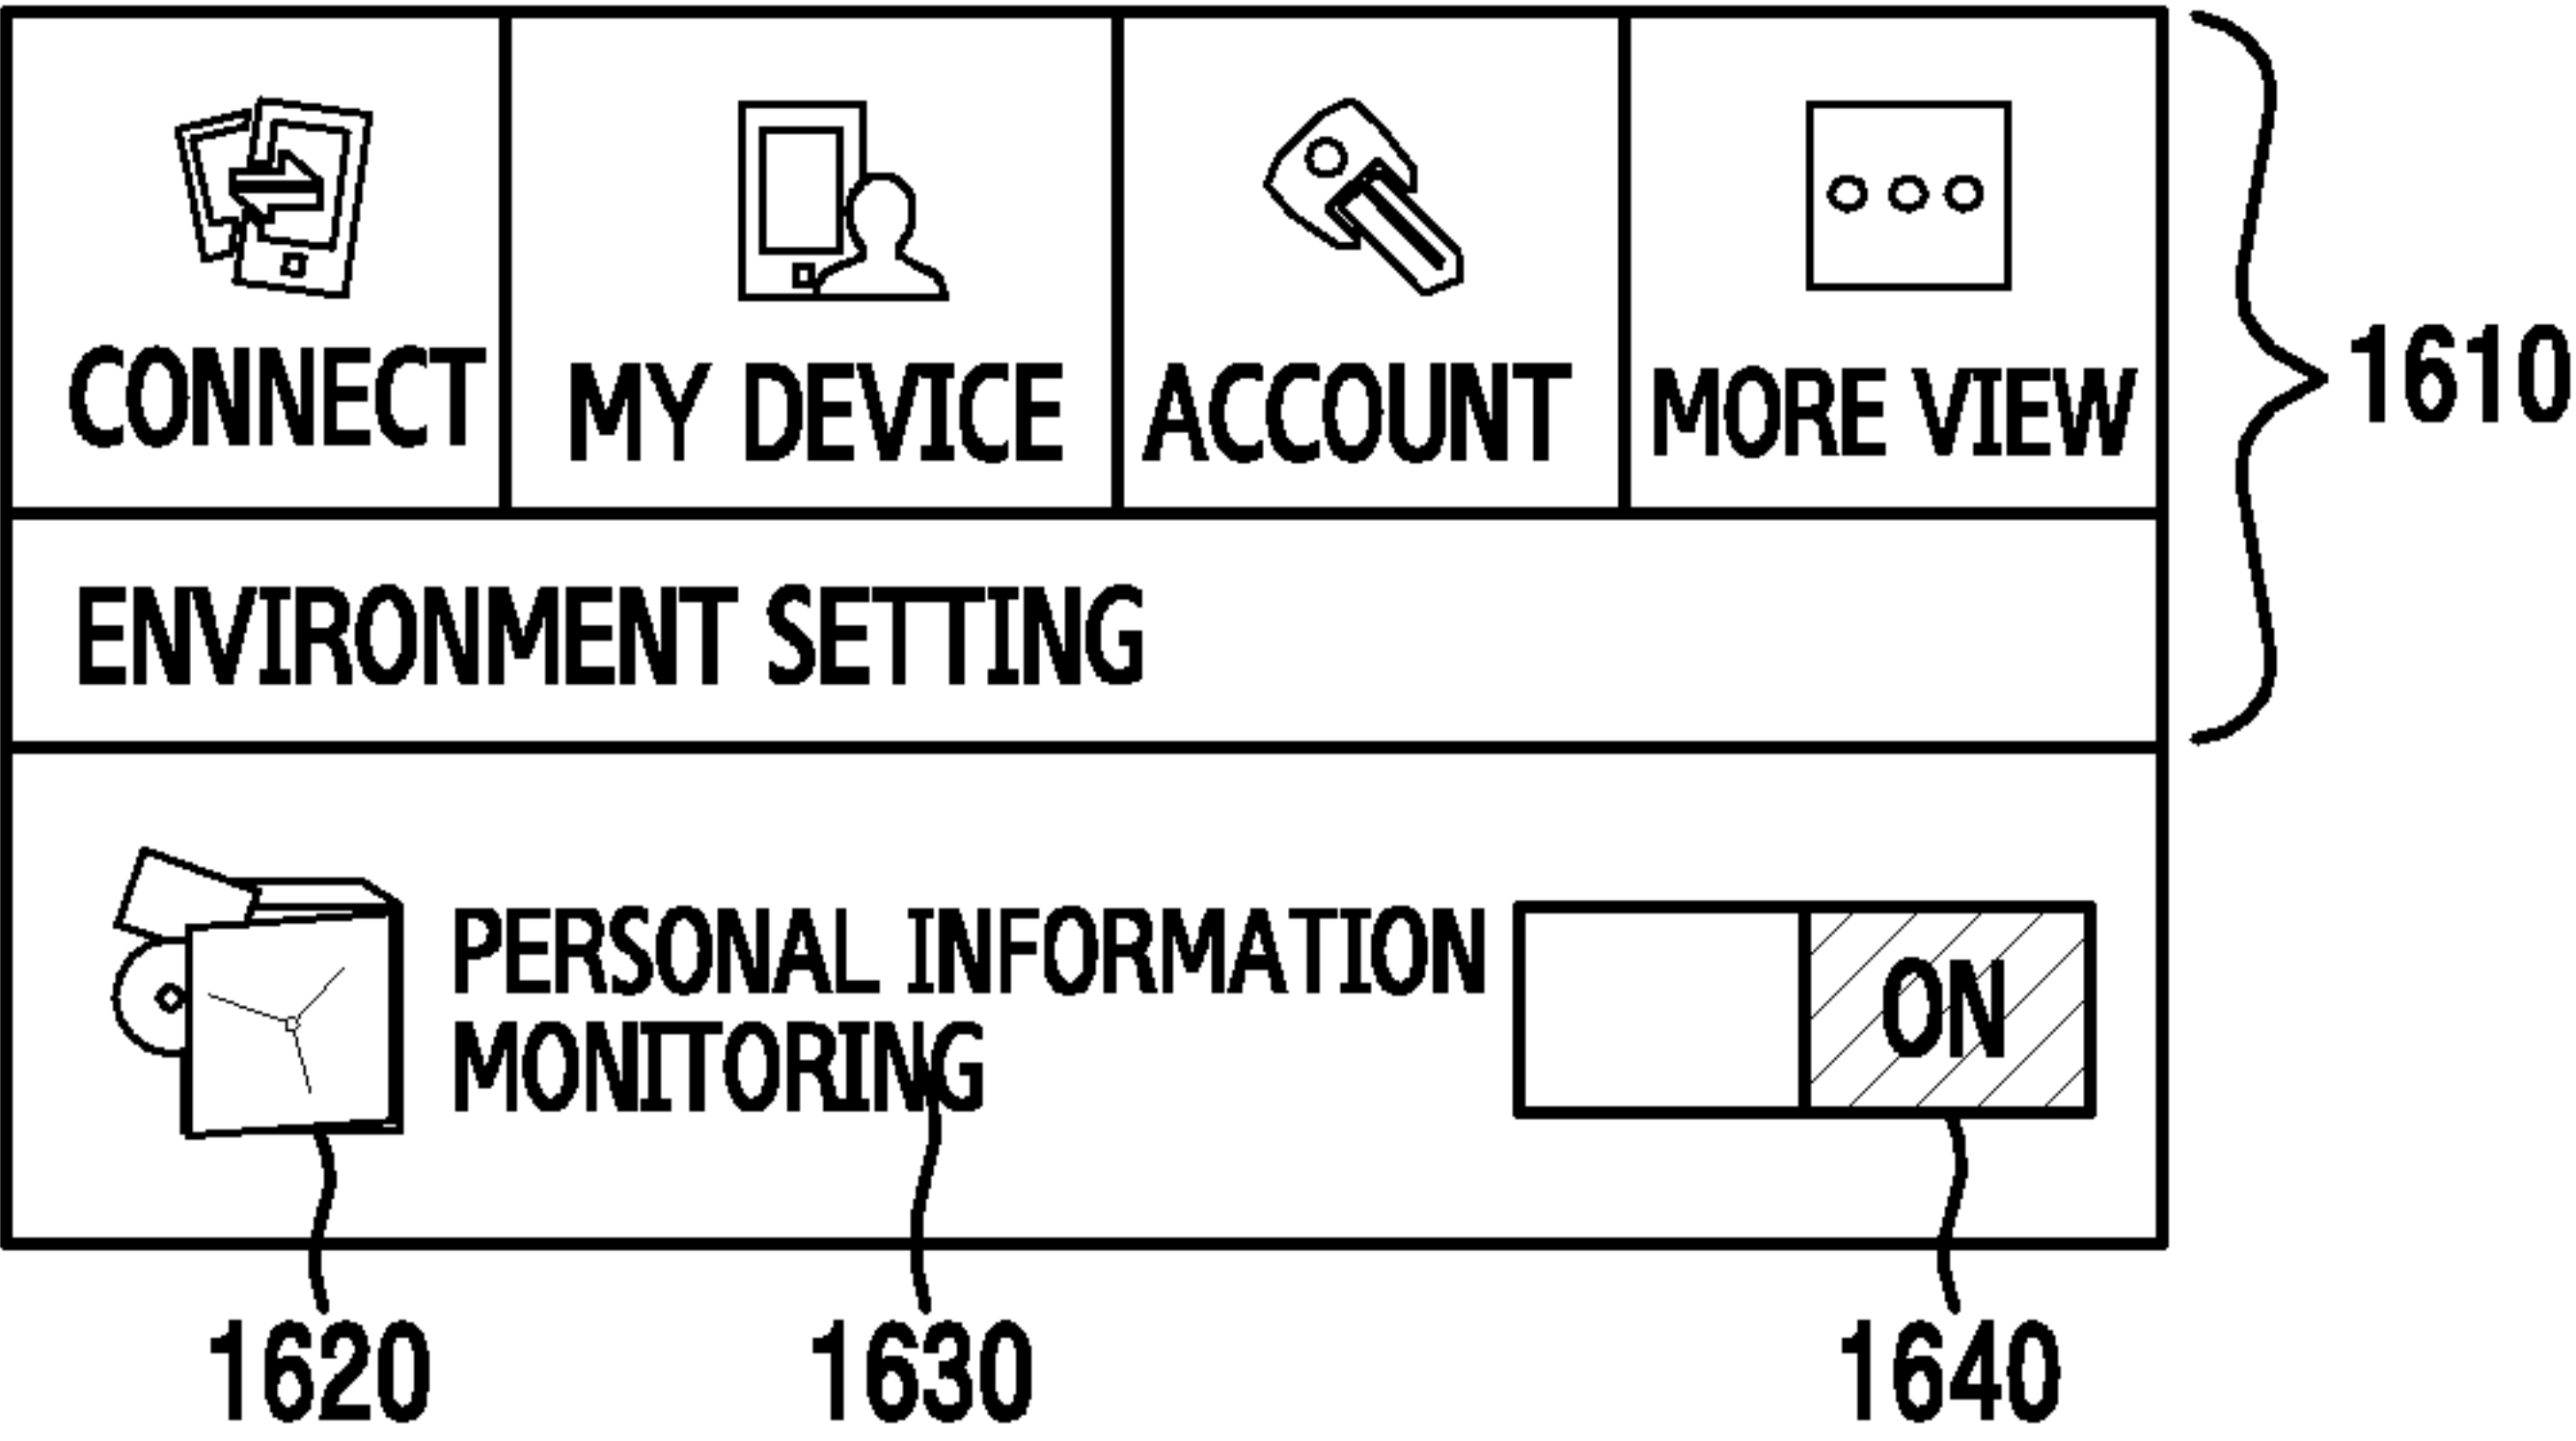 CONNECT
MY DEVICE
ACCOUNT
MORE VIEW
1610
ENVIRONMENT SETTING
PERSONAL INFORMATION
MONITORING
ON
1620
1630
1640